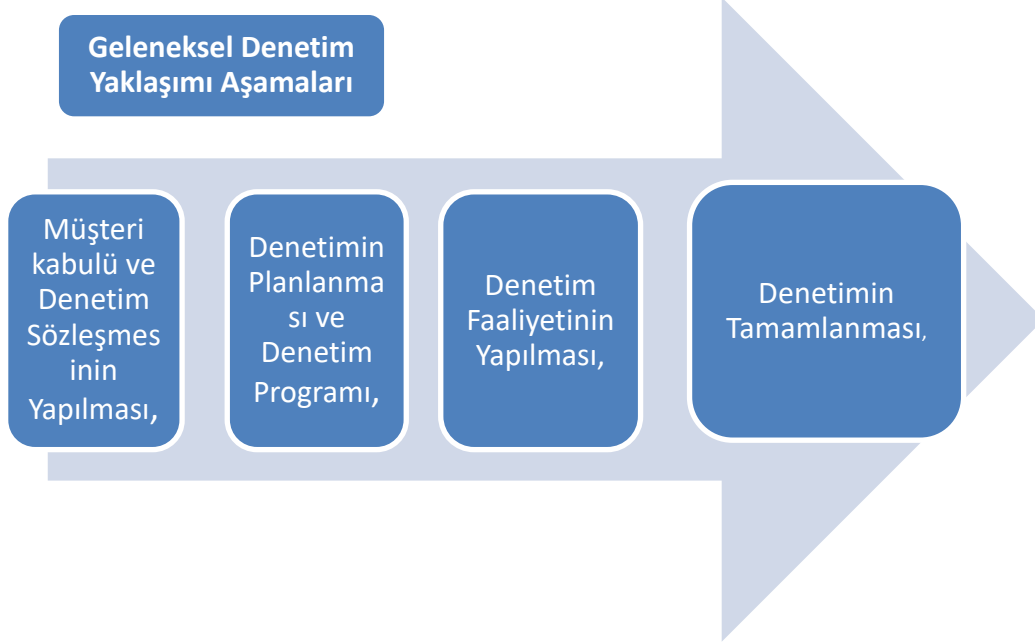 Geleneksel Denetim
Yaklaşımı Aşamaları
Müşteri
kabulü ve
Denetim
Sözleşmes
inin
Yapılması,
Denetimin
Planlanma
sı ve
Denetim
Programı,
Denetim
Faaliyetinin
Yapılması,
Denetimin
Tamamlanması,